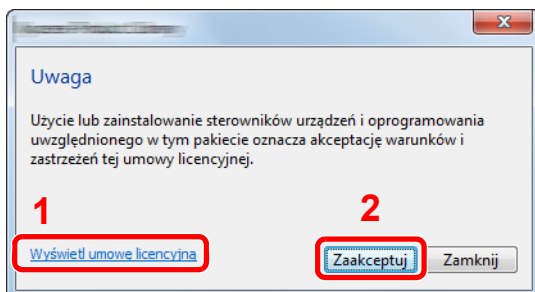 Uwaga
Użycie lub zainstalowanie sterowników urządzeń i oprogramowania
uwzględnionego w tym pakiecie oznacza akceptację warunków i
zastrzeżeń tej umowy licencyjnej.
1
2
Wyświetl umowę licencyjną
Zaakceptuj
Zamknij